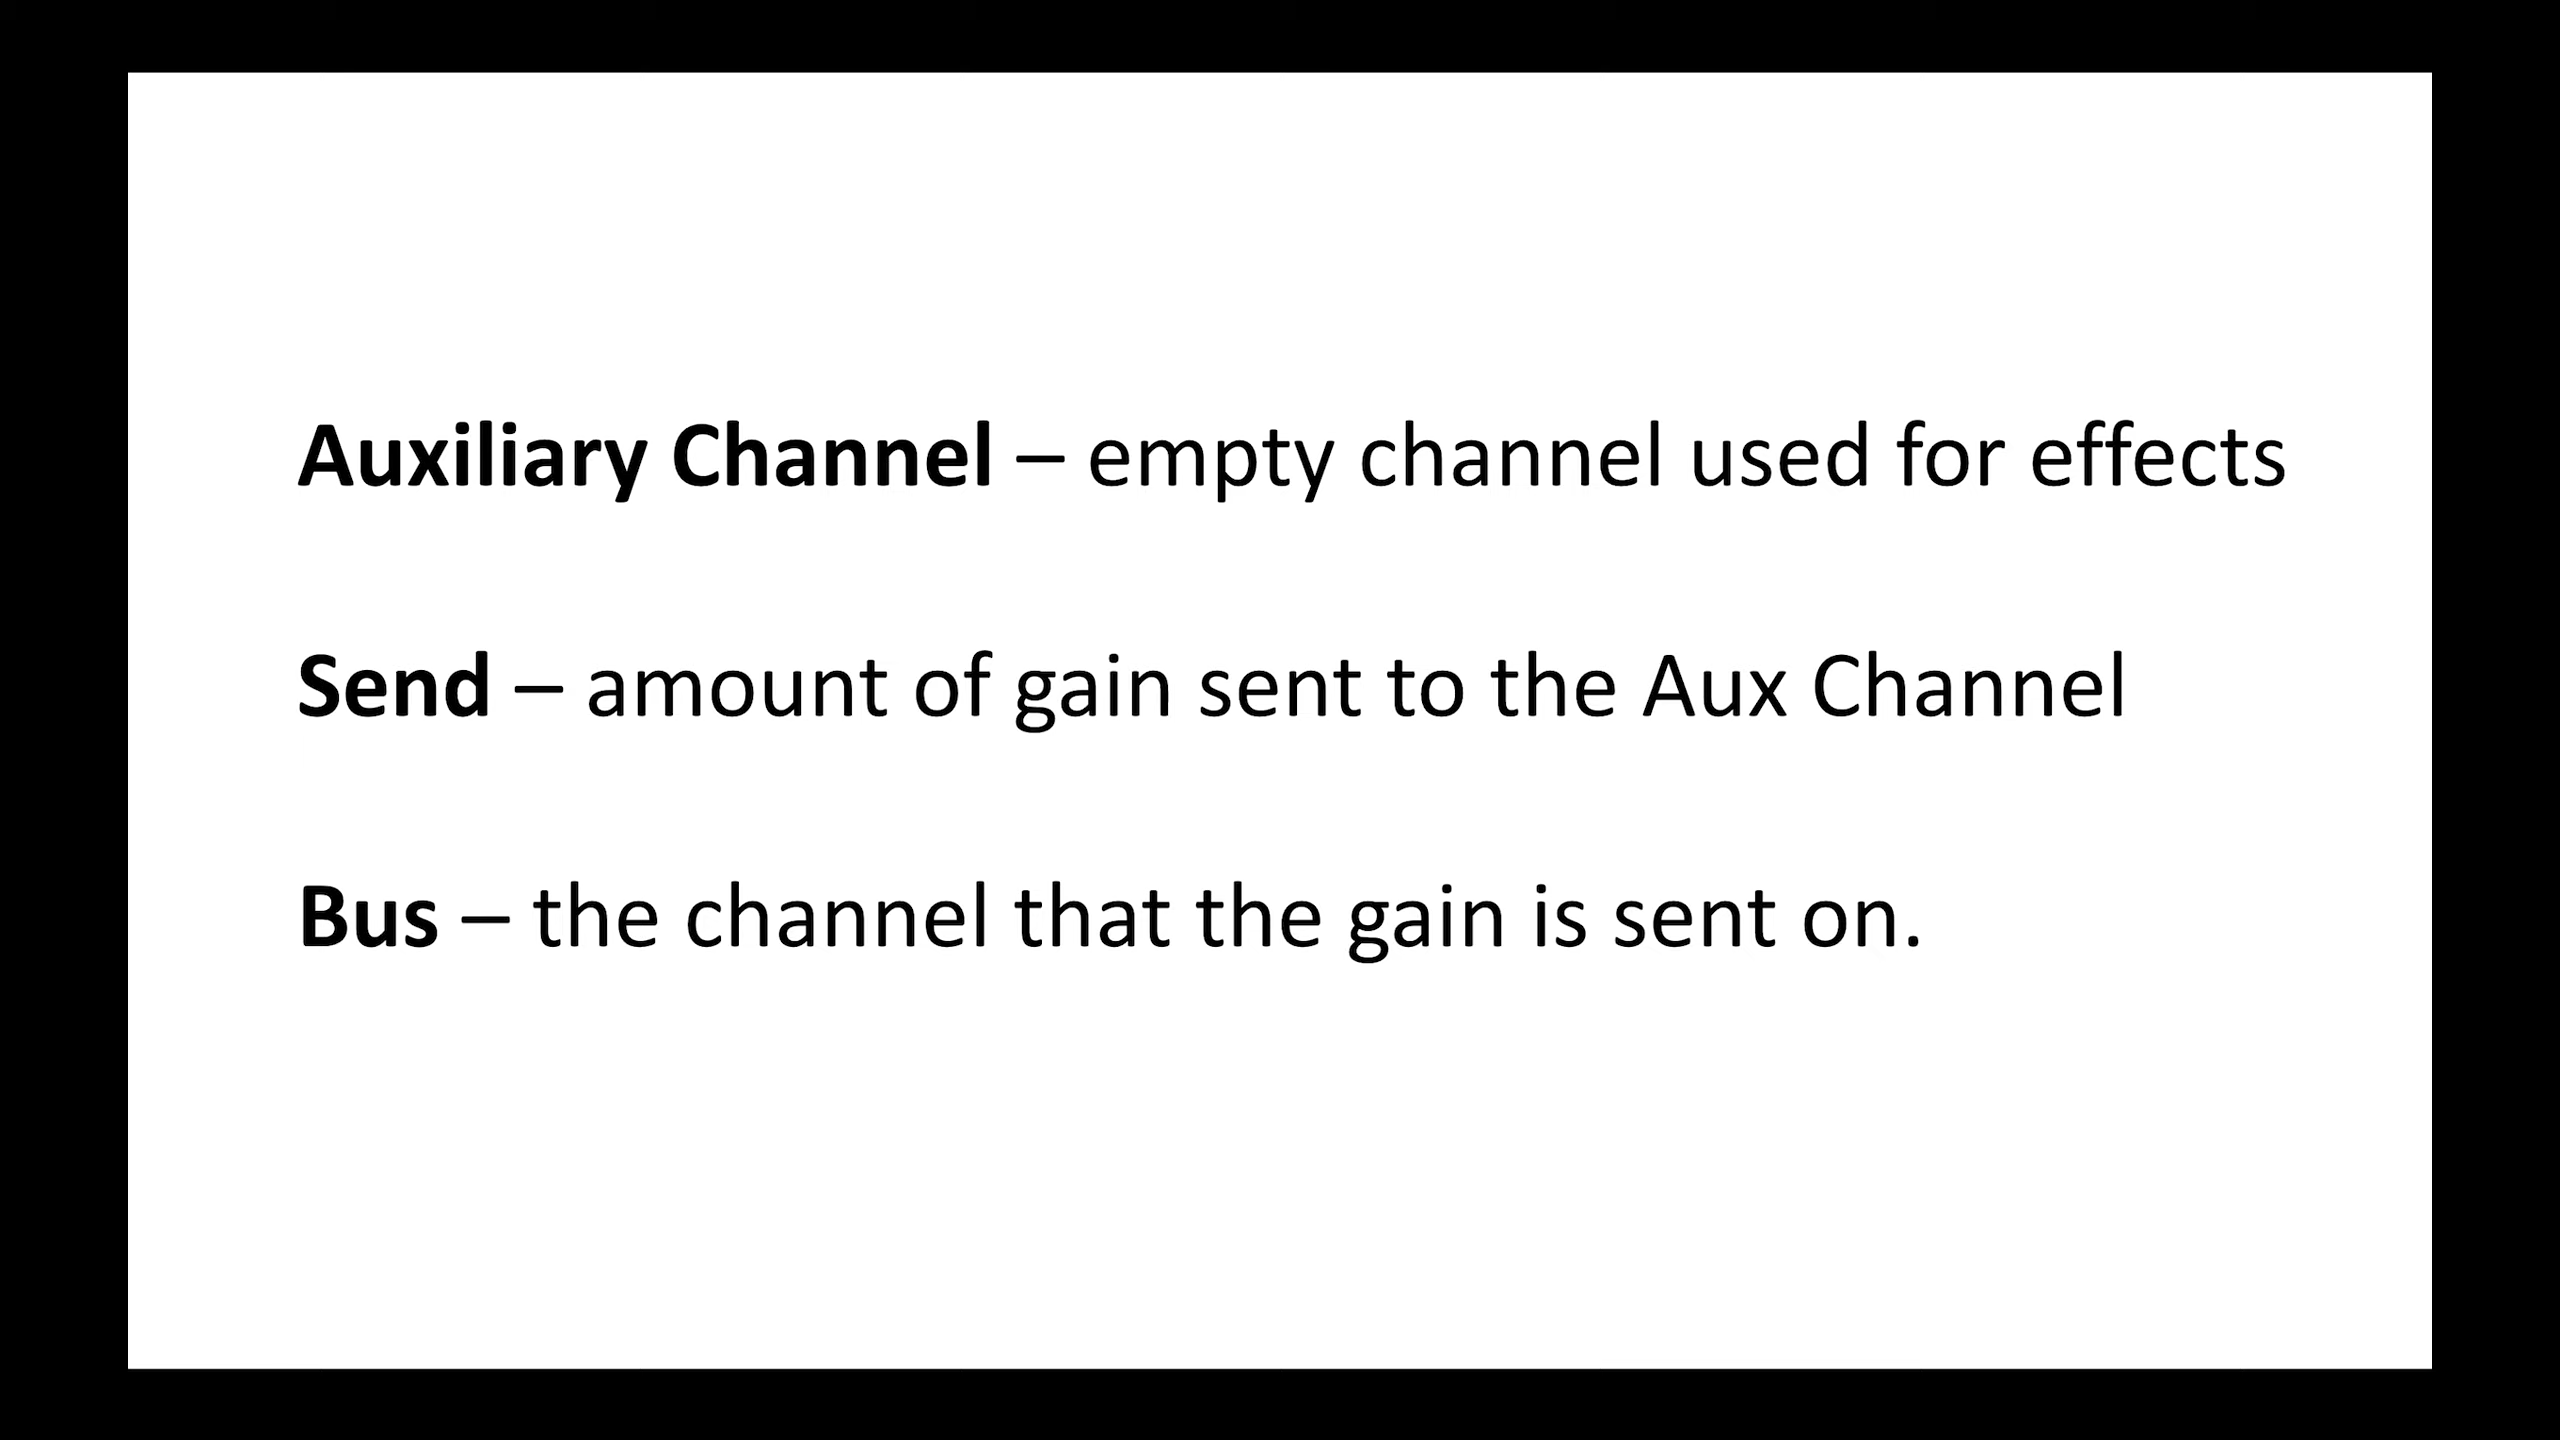 Auxiliary Channel – empty channel used for effects
Send – amount of gain sent to the Aux Channel
Bus – the channel that the gain is sent on.